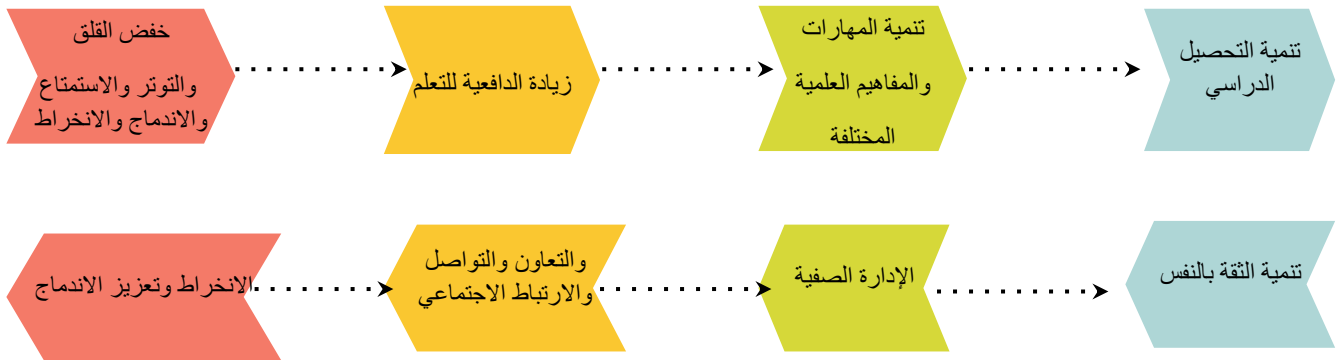 تنمية التحصيل
الدراسي
تنمية المهارات
والمفاهيم العلمية
المختلفة
زيادة الدافعية للتعلم
خفض القلق
والتوتر والاستمتاع
والاندماج والانخراط
تنمية الثقة بالنفس
الإدارة الصفية
والتعاون والتواصل
والارتباط الاجتماعي
الانخراط وتعزيز الاندماج